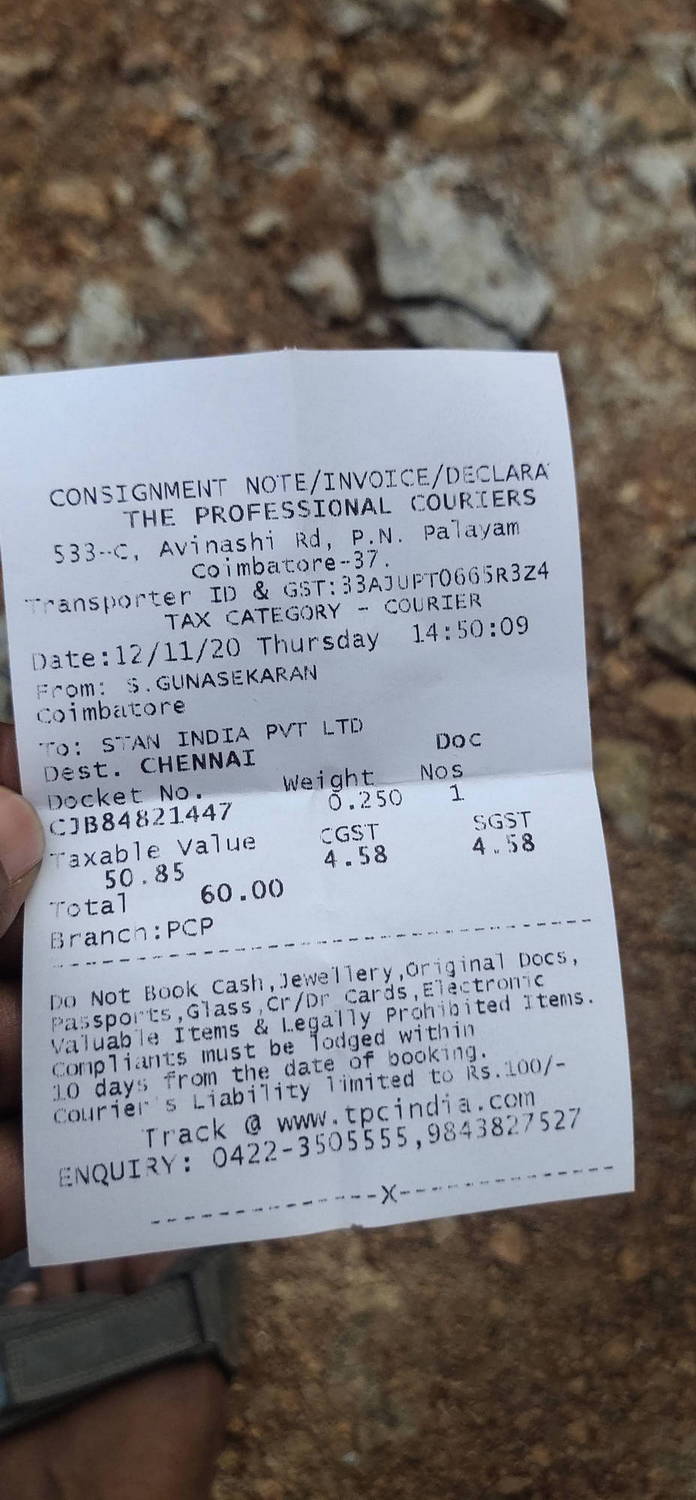 CONSIGNMENT NOTE/INVOICE/DECLARA
THE PROFESSIONAL COURIERS
533-C, Avinashi Rd, P.N. Palayam
Coimbatore-37.
Transporter ID & GST:33AJUPT0665R3Z4
TAX CATEGORY - COURIER
Date:12/11/20 Thursday 14:50:09
From: S.GUNASEKARAN
Coimbatore
To: STAN INDIA PVT LTD
Dest. CHENNAI Doc
Docket No. Weight Nos
CJB84821447 0.250 1
Taxable Value CGST SGST
50.85 4.58 4.58
Total 60.00
Branch:PCP
Do Not Book Cash,Jewellery,Original Docs,
Passports,Glass,Cr/Dr Cards,Electronic
Valuable Items & Legally Prohibited Items.
Compliants must be lodged within
10 days from the date of booking.
Courier's Liability limited to Rs.100/-
Track @ www.tpcindia.com
ENQUIRY: 0422-3505555,9843827527
---------------X---------------